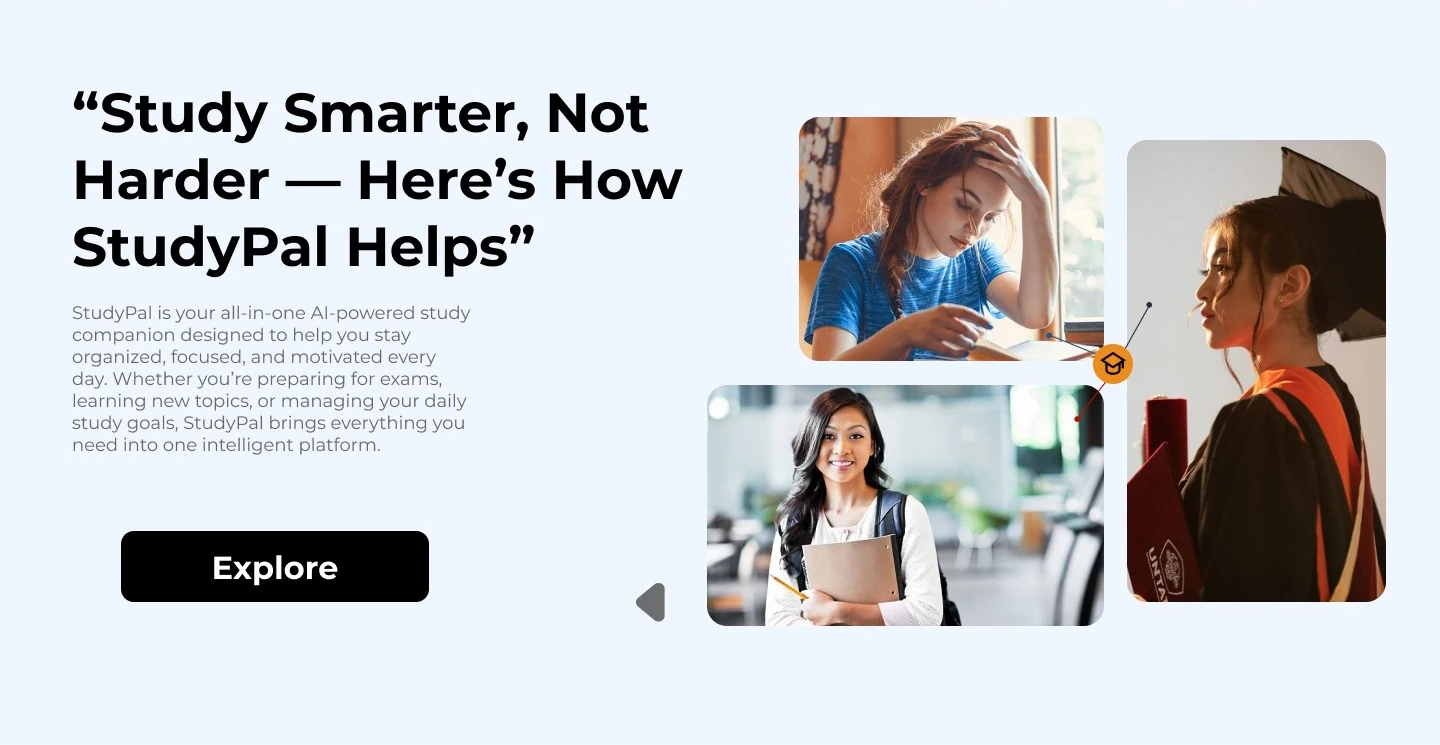 “Study Smarter, Not
Harder — Here’s How
StudyPal Helps”
StudyPal is your all-in-one AI-powered study
companion designed to help you stay
organized, focused, and motivated every
day. Whether you’re preparing for exams,
learning new topics, or managing your daily
study goals, StudyPal brings everything you
need into one intelligent platform.
Explore